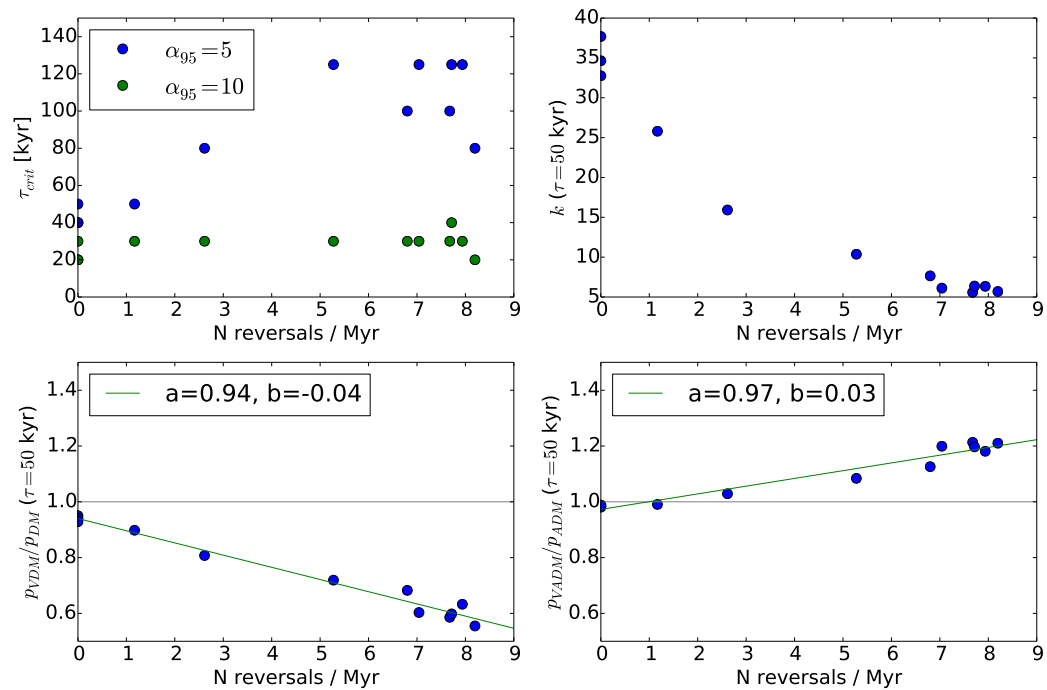 140
120
100
80
60
40
20
0
τcrit [kyr]
α95=5
α95=10
0 1 2 3 4 5 6 7 8 9
N reversals / Myr
40
35
30
25
20
15
10
5
k (τ=50 kyr)
0 1 2 3 4 5 6 7 8 9
N reversals / Myr
1.4
1.2
1.0
0.8
0.6
pVDM/pDM (τ=50 kyr)
a=0.94, b=-0.04
0 1 2 3 4 5 6 7 8 9
N reversals / Myr
1.4
1.2
1.0
0.8
0.6
pVADM/pADM (τ=50 kyr)
a=0.97, b=0.03
0 1 2 3 4 5 6 7 8 9
N reversals / Myr